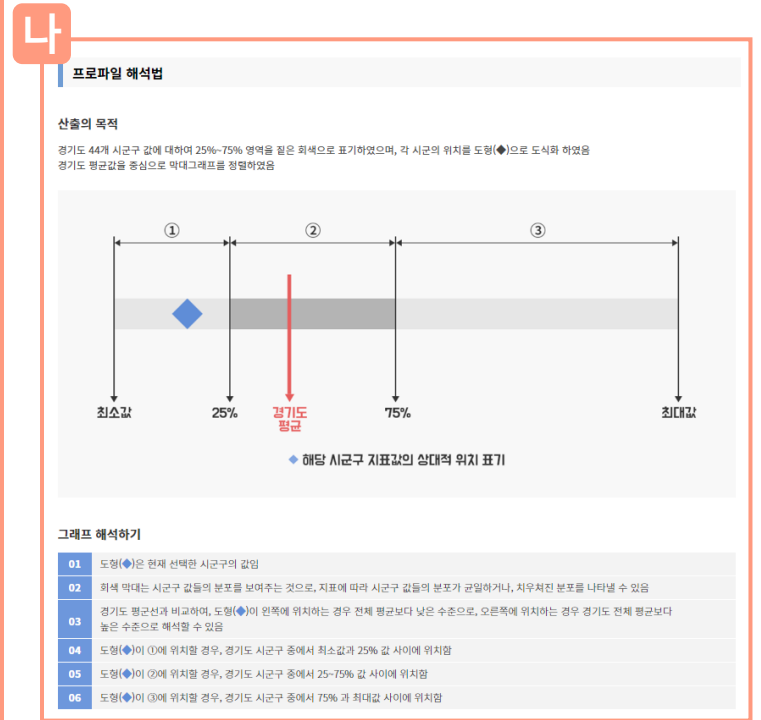 나
프로파일 해석법
산출의 목적
경기도 44개 시군구 값에 대하여 25%~75% 영역을 짙은 회색으로 표기하였으며, 각 시군의 위치를 도형(◆)으로 도식화 하였음
경기도 평균값을 중심으로 막대그래프를 정렬하였음
① ② ③
최소값 25% 경기도 75% 최대값
평균
◆ 해당 시군구 지표값의 상대적 위치 표기
그래프 해석하기
01 도형(◆)은 현재 선택한 시군구의 값임
02 회색 막대는 시군구 값들의 분포를 보여주는 것으로, 지표에 따라 시군구 값들의 분포가 균일하거나, 치우쳐진 분포를 나타낼 수 있음
03 경기도 평균선과 비교하여, 도형(◆)이 왼쪽에 위치하는 경우 전체 평균보다 낮은 수준으로, 오른쪽에 위치하는 경우 경기도 전체 평균보다
높은 수준으로 해석할 수 있음
04 도형(◆)이 ①에 위치할 경우, 경기도 시군구 중에서 최소값과 25% 값 사이에 위치함
05 도형(◆)이 ②에 위치할 경우, 경기도 시군구 중에서 25~75% 값 사이에 위치함
06 도형(◆)이 ③에 위치할 경우, 경기도 시군구 중에서 75% 과 최대값 사이에 위치함